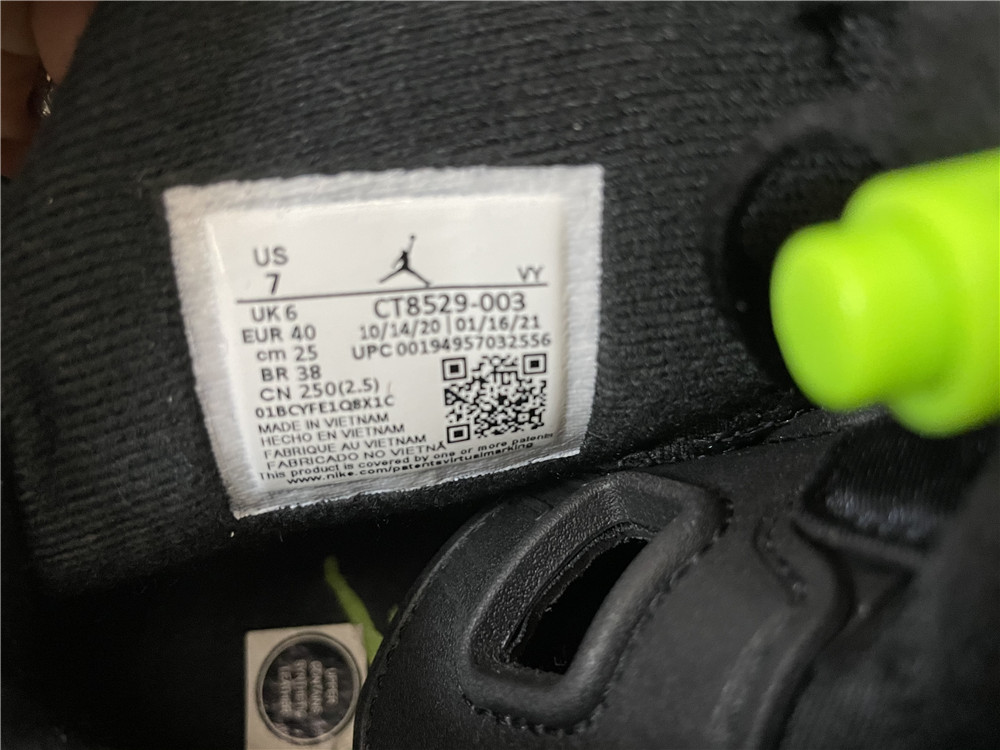 US
7
VY
UK 6
CT8529-003
EUR 40
10/14/20 | 01/16/21
cm 25
UPC 00194957032556
BR 38
CN 250(2.5)
01BCYFE1Q8X1C
MADE IN VIETNAM
HECHO EN VIETNAM
FABRIQUE AU VIETNAM
FABRICADO NO VIETNA
This product is covered by one or more patents
www.nike.com/patentsvirtualmarking